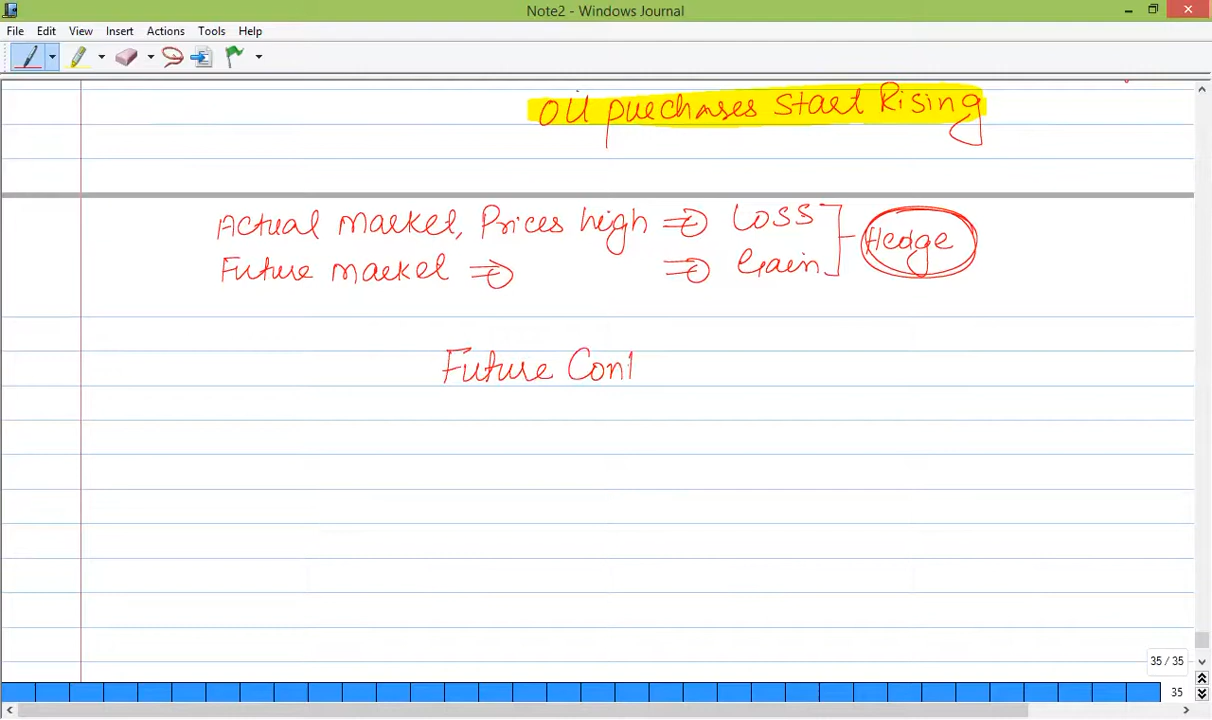 Note2 - Windows Journal
File Edit View Insert Actions Tools Help
Oil purchases Start Rising
Actual Market, Prices high ⇒ Loss
Hedge
Future market ⇒ ⇒ Gain
Future Cont
35 / 35
35